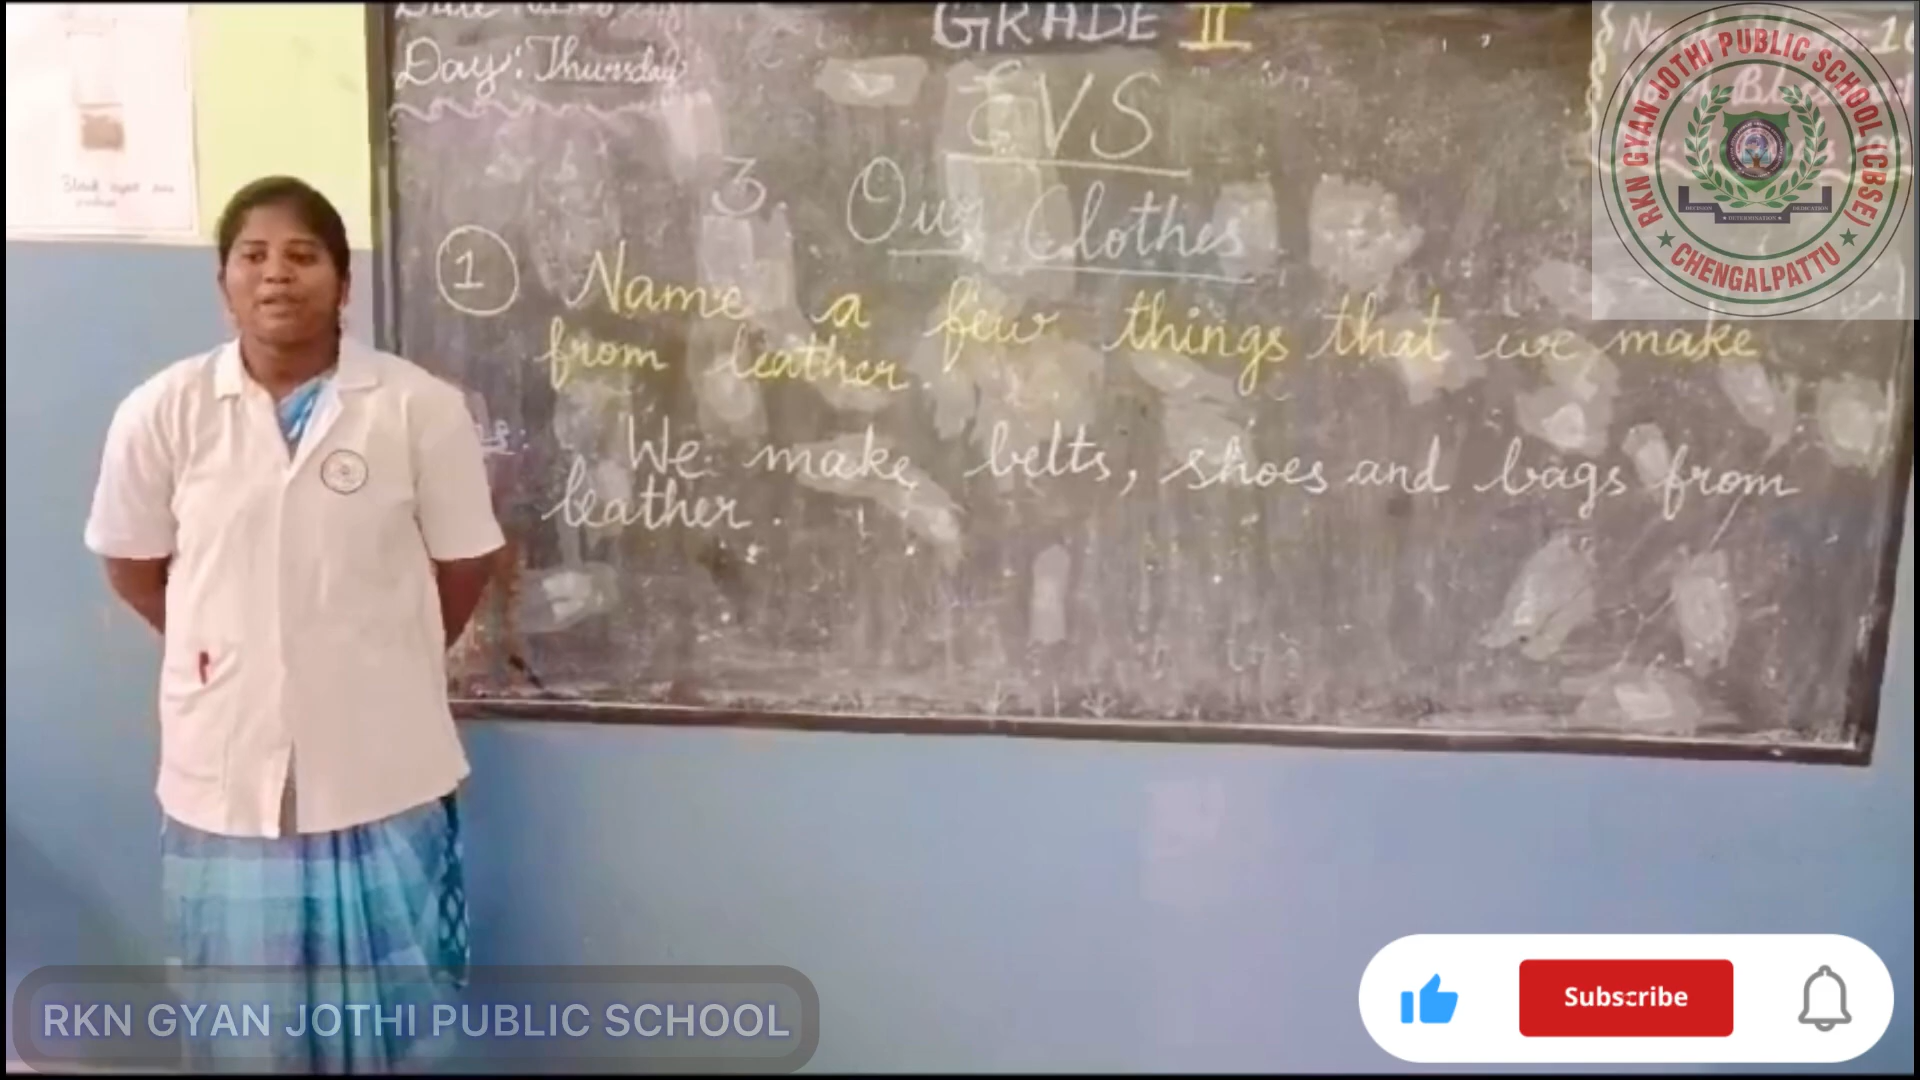 Day: Thursday
GRADE II
EVS
3. Our Clothes
1 Name a few things that we make
from leather.
We make belts, shoes and bags from
leather.
RKN GYAN JOTHI PUBLIC SCHOOL (CBSE)
★ CHENGALPATTU ★
DETERMINATION
DEDICATION
RKN GYAN JOTHI PUBLIC SCHOOL
Subscribe